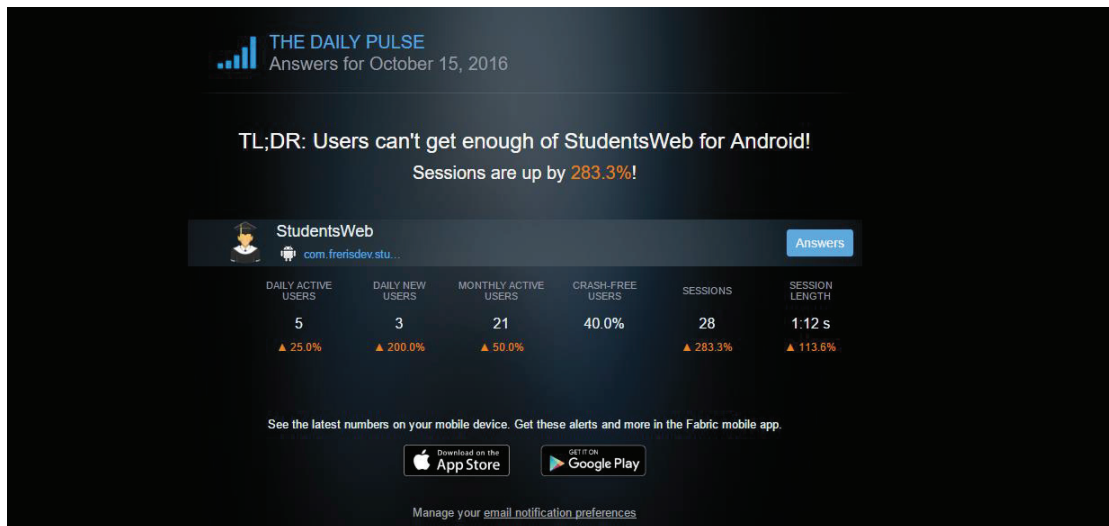 THE DAILY PULSE
Answers for October 15, 2016
TL;DR: Users can't get enough of StudentsWeb for Android!
Sessions are up by 283.3%!
StudentsWeb
com.frerisdev.stu...
Answers
DAILY ACTIVE USERS
DAILY NEW USERS
MONTHLY ACTIVE USERS
CRASH-FREE USERS
SESSIONS
SESSION LENGTH
5 3 21 40.0% 28 1:12 s
▲ 25.0% ▲ 200.0% ▲ 50.0% ▲ 283.3% ▲ 113.6%
See the latest numbers on your mobile device. Get these alerts and more in the Fabric mobile app.
Download on the
App Store
GET IT ON
Google Play
Manage your email notification preferences